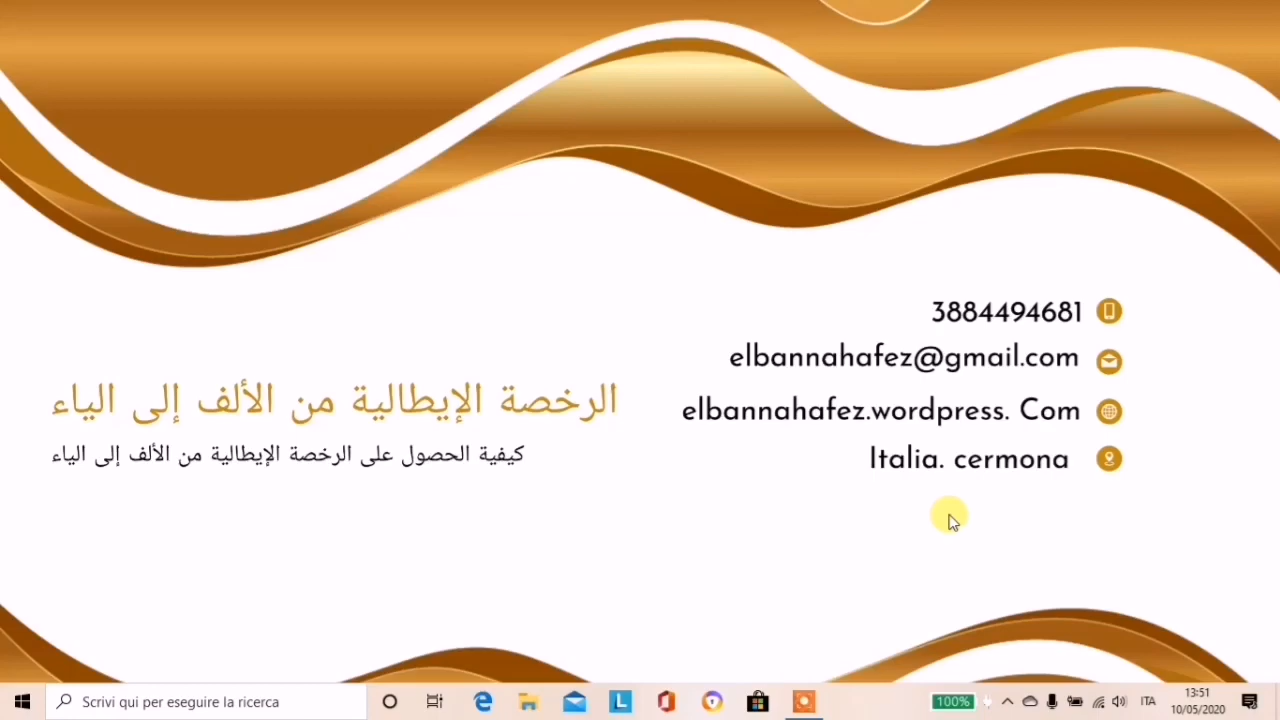 3884494681
elbannahafez@gmail.com
elbannahafez.wordpress. Com
Italia. cermona
الرخصة الإيطالية من الألف إلى الياء
كيفية الحصول على الرخصة الإيطالية من الألف إلى الياء
Scrivi qui per eseguire la ricerca
100%
ITA
13:51
10/05/2020